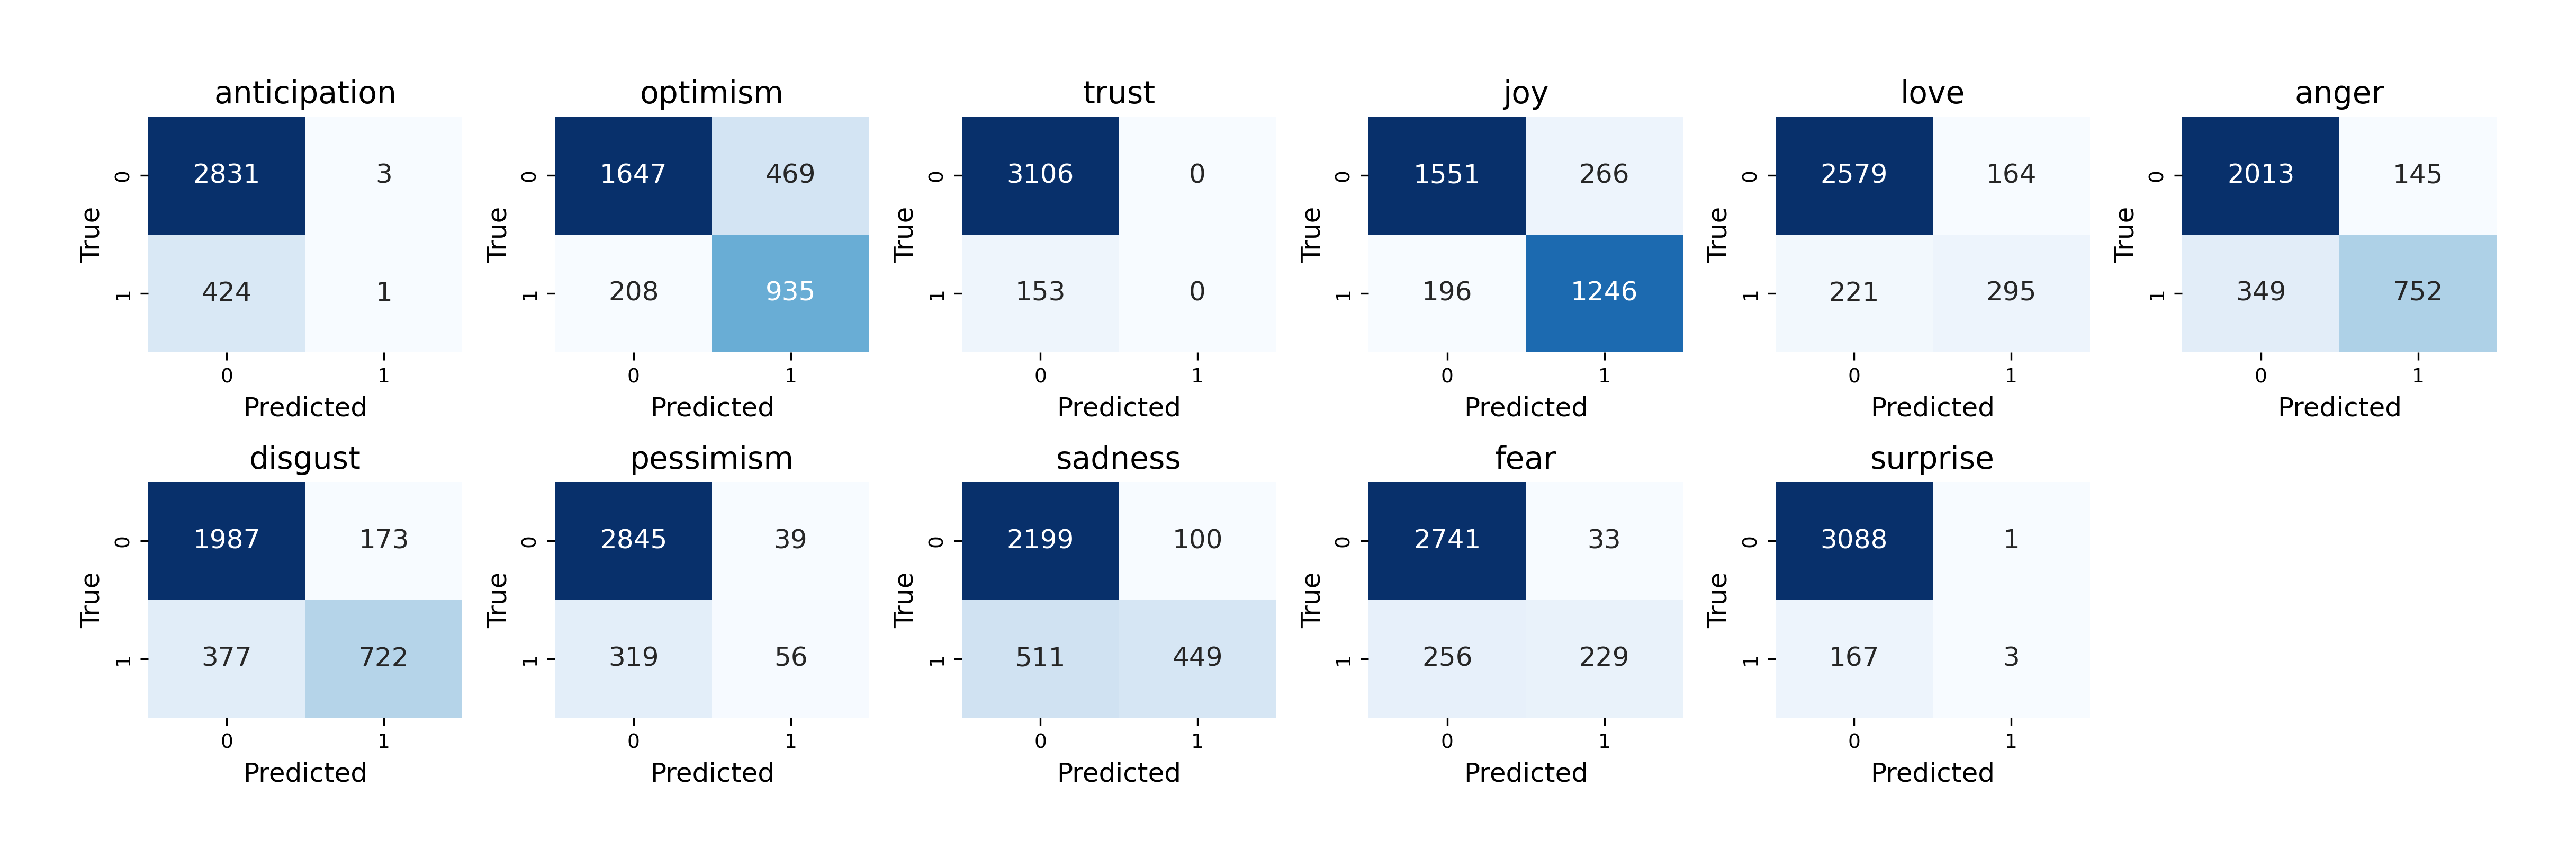 anticipation optimism trust joy love anger
True 0 2831 3 True 0 1647 469 True 0 3106 0 True 0 1551 266 True 0 2579 164 True 0 2013 145
1 424 1 1 208 935 1 153 0 1 196 1246 1 221 295 1 349 752
0 1 0 1 0 1 0 1 0 1 0 1
Predicted Predicted Predicted Predicted Predicted Predicted
disgust pessimism sadness fear surprise
True 0 1987 173 True 0 2845 39 True 0 2199 100 True 0 2741 33 True 0 3088 1
1 377 722 1 319 56 1 511 449 1 256 229 1 167 3
0 1 0 1 0 1 0 1 0 1
Predicted Predicted Predicted Predicted Predicted